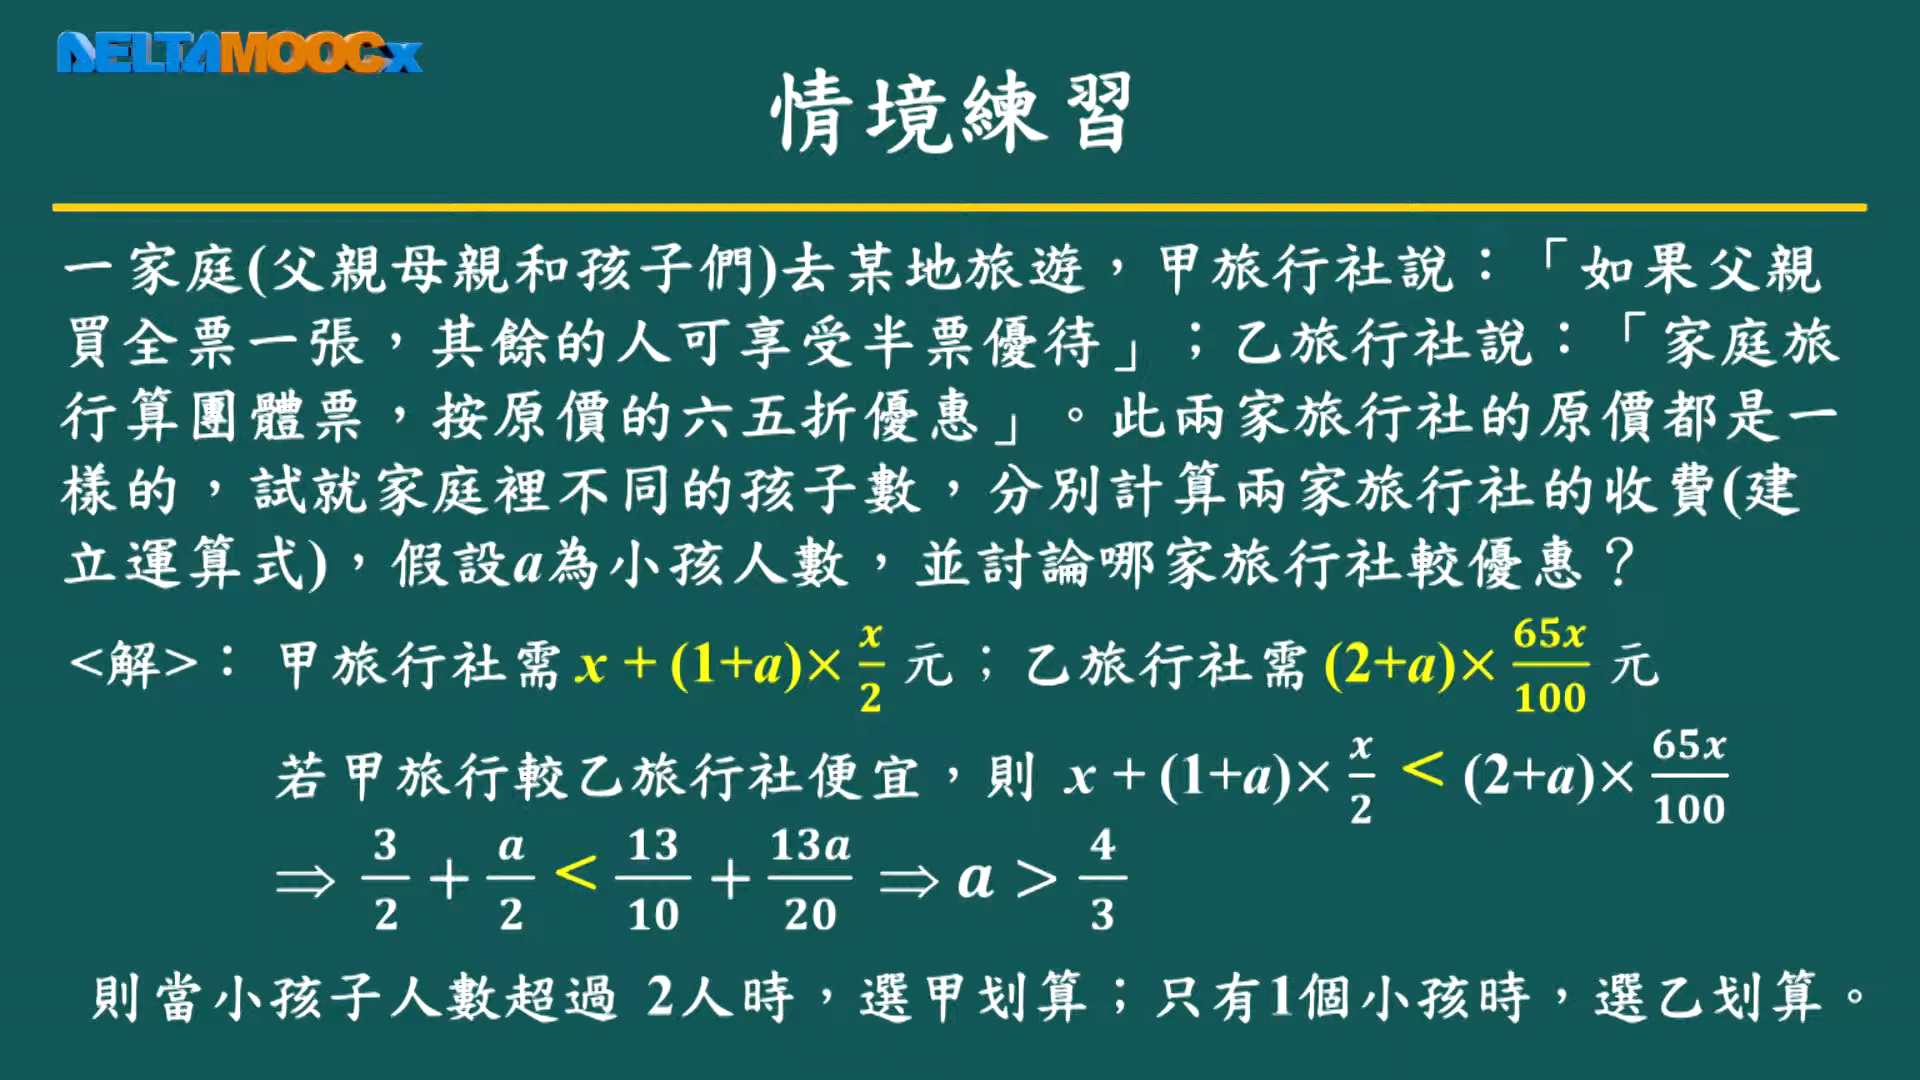 DELTAMOOCx
情境練習
一家庭(父親母親和孩子們)去某地旅遊，甲旅行社說：「如果父親
買全票一張，其餘的人可享受半票優待」；乙旅行社說：「家庭旅
行算團體票，按原價的六五折優惠」。此兩家旅行社的原價都是一
樣的，試就家庭裡不同的孩子數，分別計算兩家旅行社的收費(建
立運算式)，假設a為小孩人數，並討論哪家旅行社較優惠？
<解>： 甲旅行社需 x + (1+a)× x/2 元；乙旅行社需 (2+a)× 65x/100 元
若甲旅行較乙旅行社便宜，則 x + (1+a)× x/2 < (2+a)× 65x/100
⇒ 3/2 + a/2 < 13/10 + 13a/20 ⇒ a > 4/3
則當小孩子人數超過 2人時，選甲划算；只有1個小孩時，選乙划算。